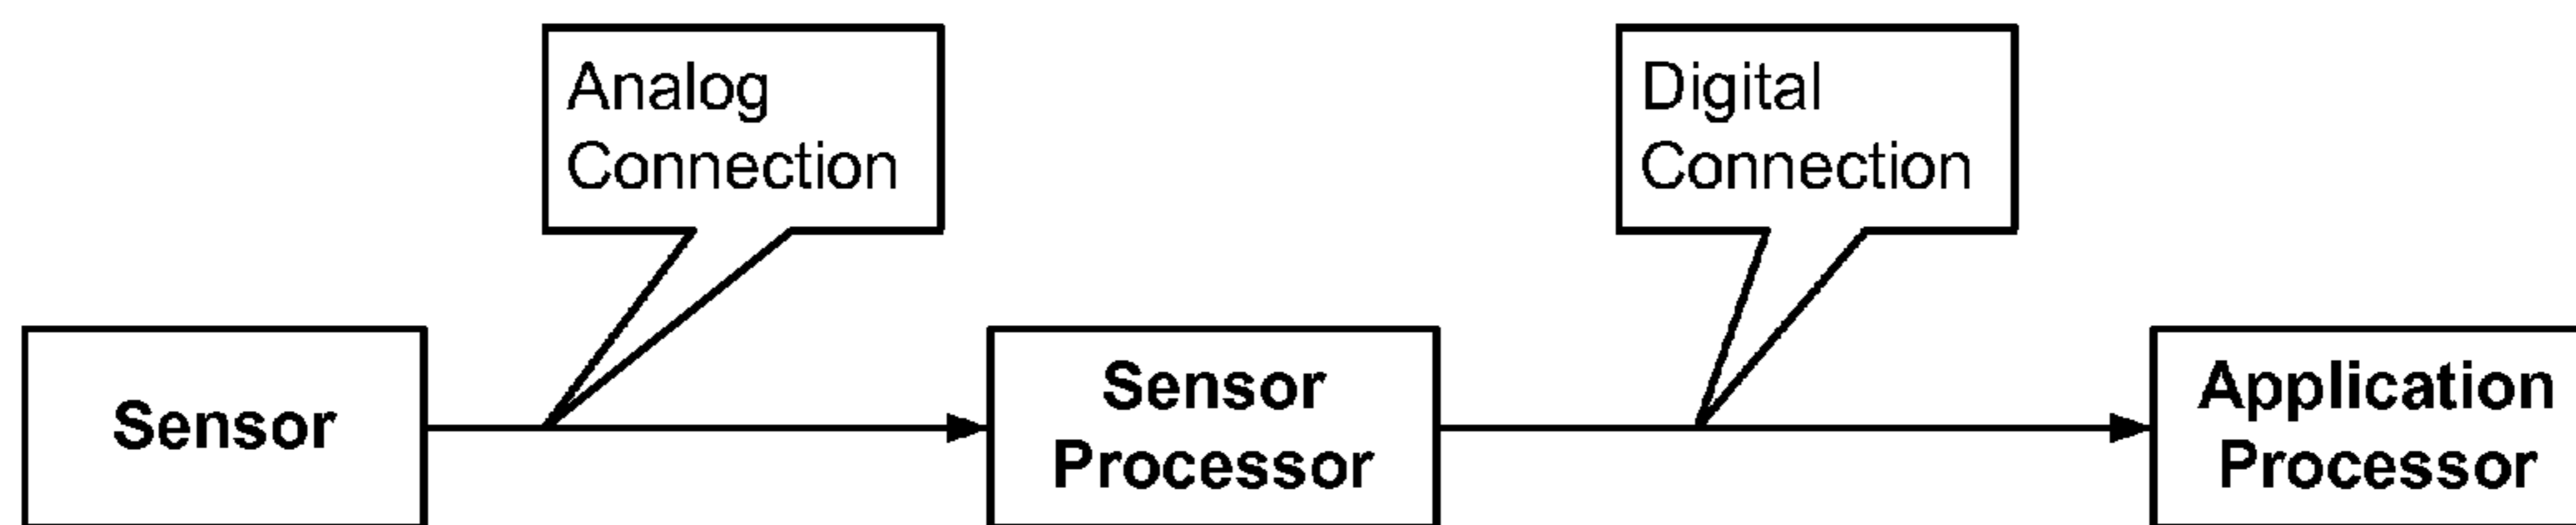 Analog
Connection
Digital
Connection
Sensor
Sensor
Processor
Application
Processor